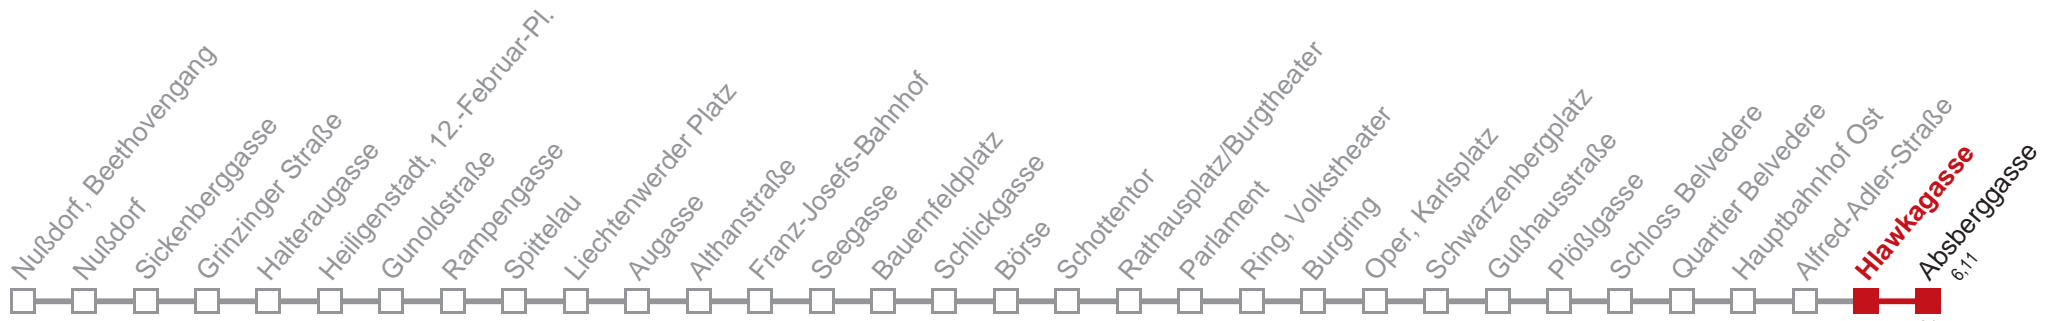 Nußdorf, Beethovengang
Nußdorf
Sickenberggasse
Grinzinger Straße
Halteraugasse
Heiligenstadt, 12.-Februar-Pl.
Gunoldstraße
Rampengasse
Spittelau
Liechtenwerder Platz
Augasse
Althanstraße
Franz-Josefs-Bahnhof
Seegasse
Bauernfeldplatz
Schlickgasse
Börse
Schottentor
Rathausplatz/Burgtheater
Parlament
Ring, Volkstheater
Burgring
Oper, Karlsplatz
Schwarzenbergplatz
Gußhausstraße
Plößlgasse
Schloss Belvedere
Quartier Belvedere
Hauptbahnhof Ost
Alfred-Adler-Straße
Hlawkagasse
Absberggasse
6,11